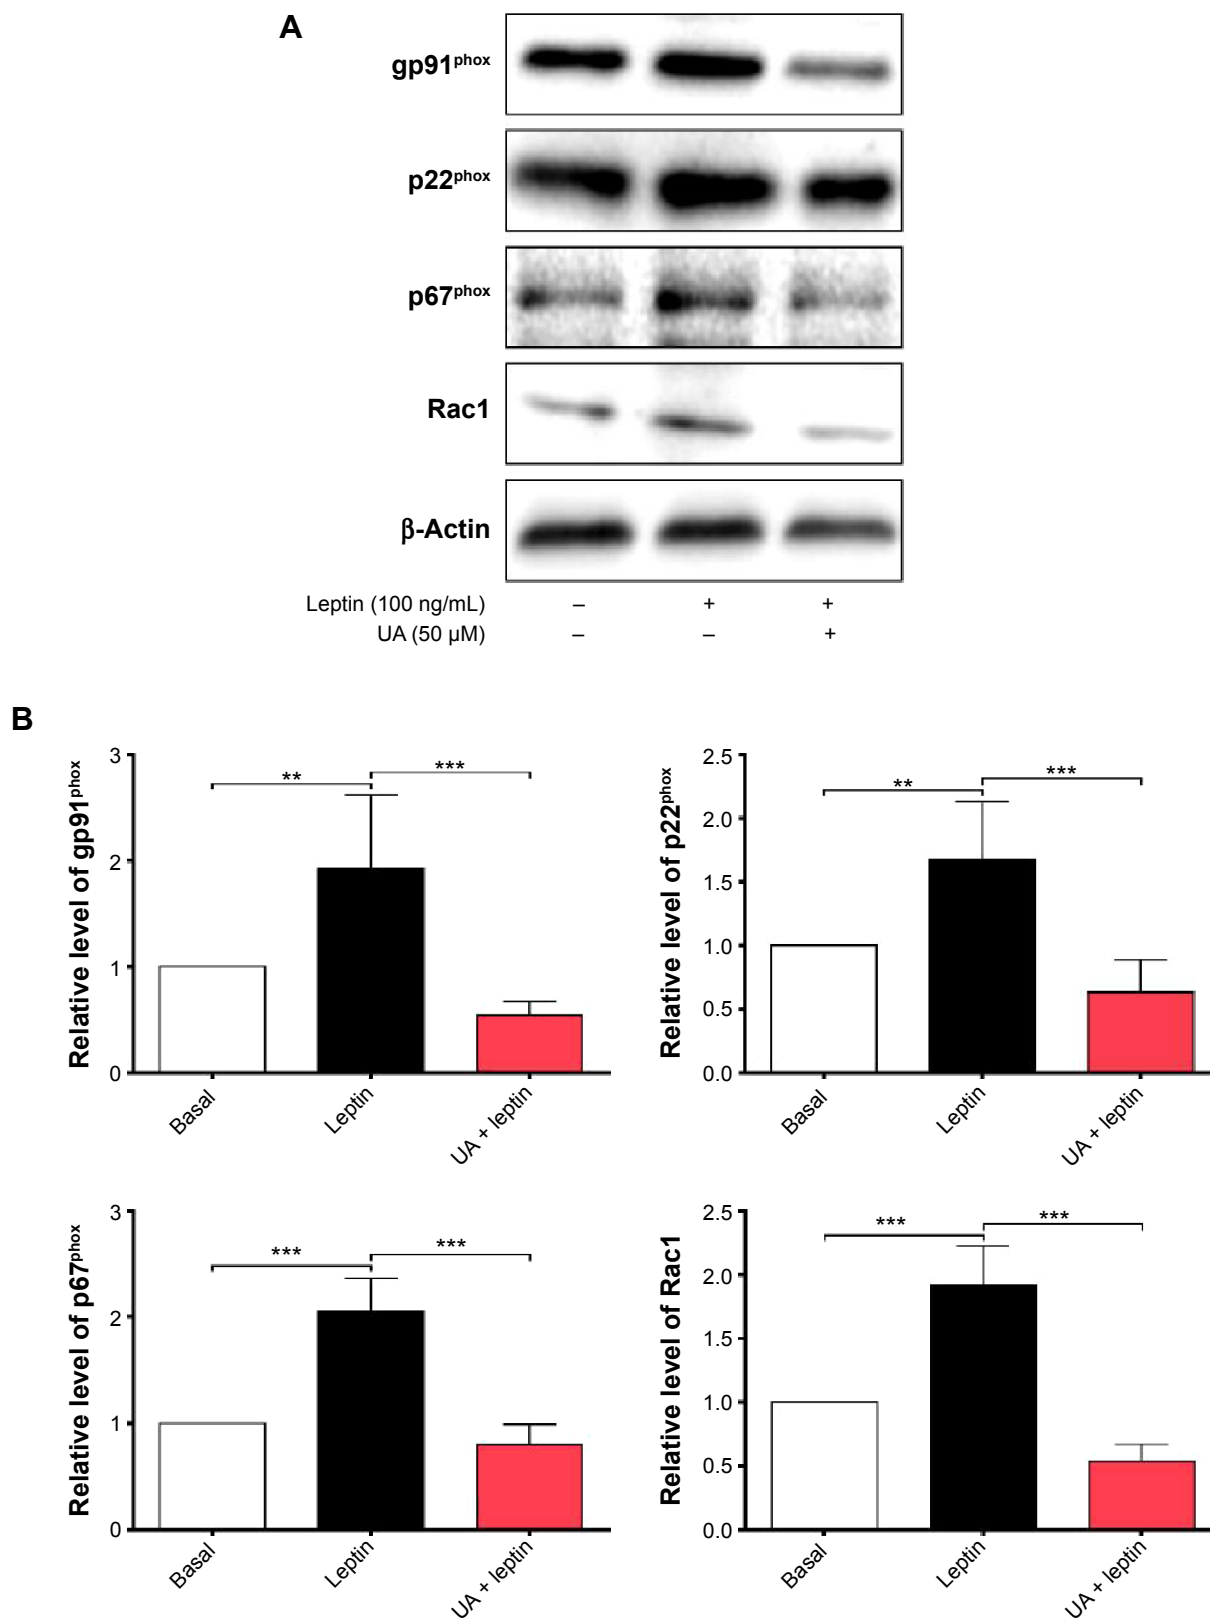 A
gp91phox
p22phox
p67phox
Rac1
β-Actin
Leptin (100 ng/mL) – + +
UA (50 µM) – – +
B
Relative level of gp91phox
3
2
1
0
** ***
Basal Leptin UA + leptin
Relative level of p22phox
2.5
2.0
1.5
1.0
0.5
0.0
** ***
Basal Leptin UA + leptin
Relative level of p67phox
3
2
1
0
*** ***
Basal Leptin UA + leptin
Relative level of Rac1
2.5
2.0
1.5
1.0
0.5
0.0
*** ***
Basal Leptin UA + leptin